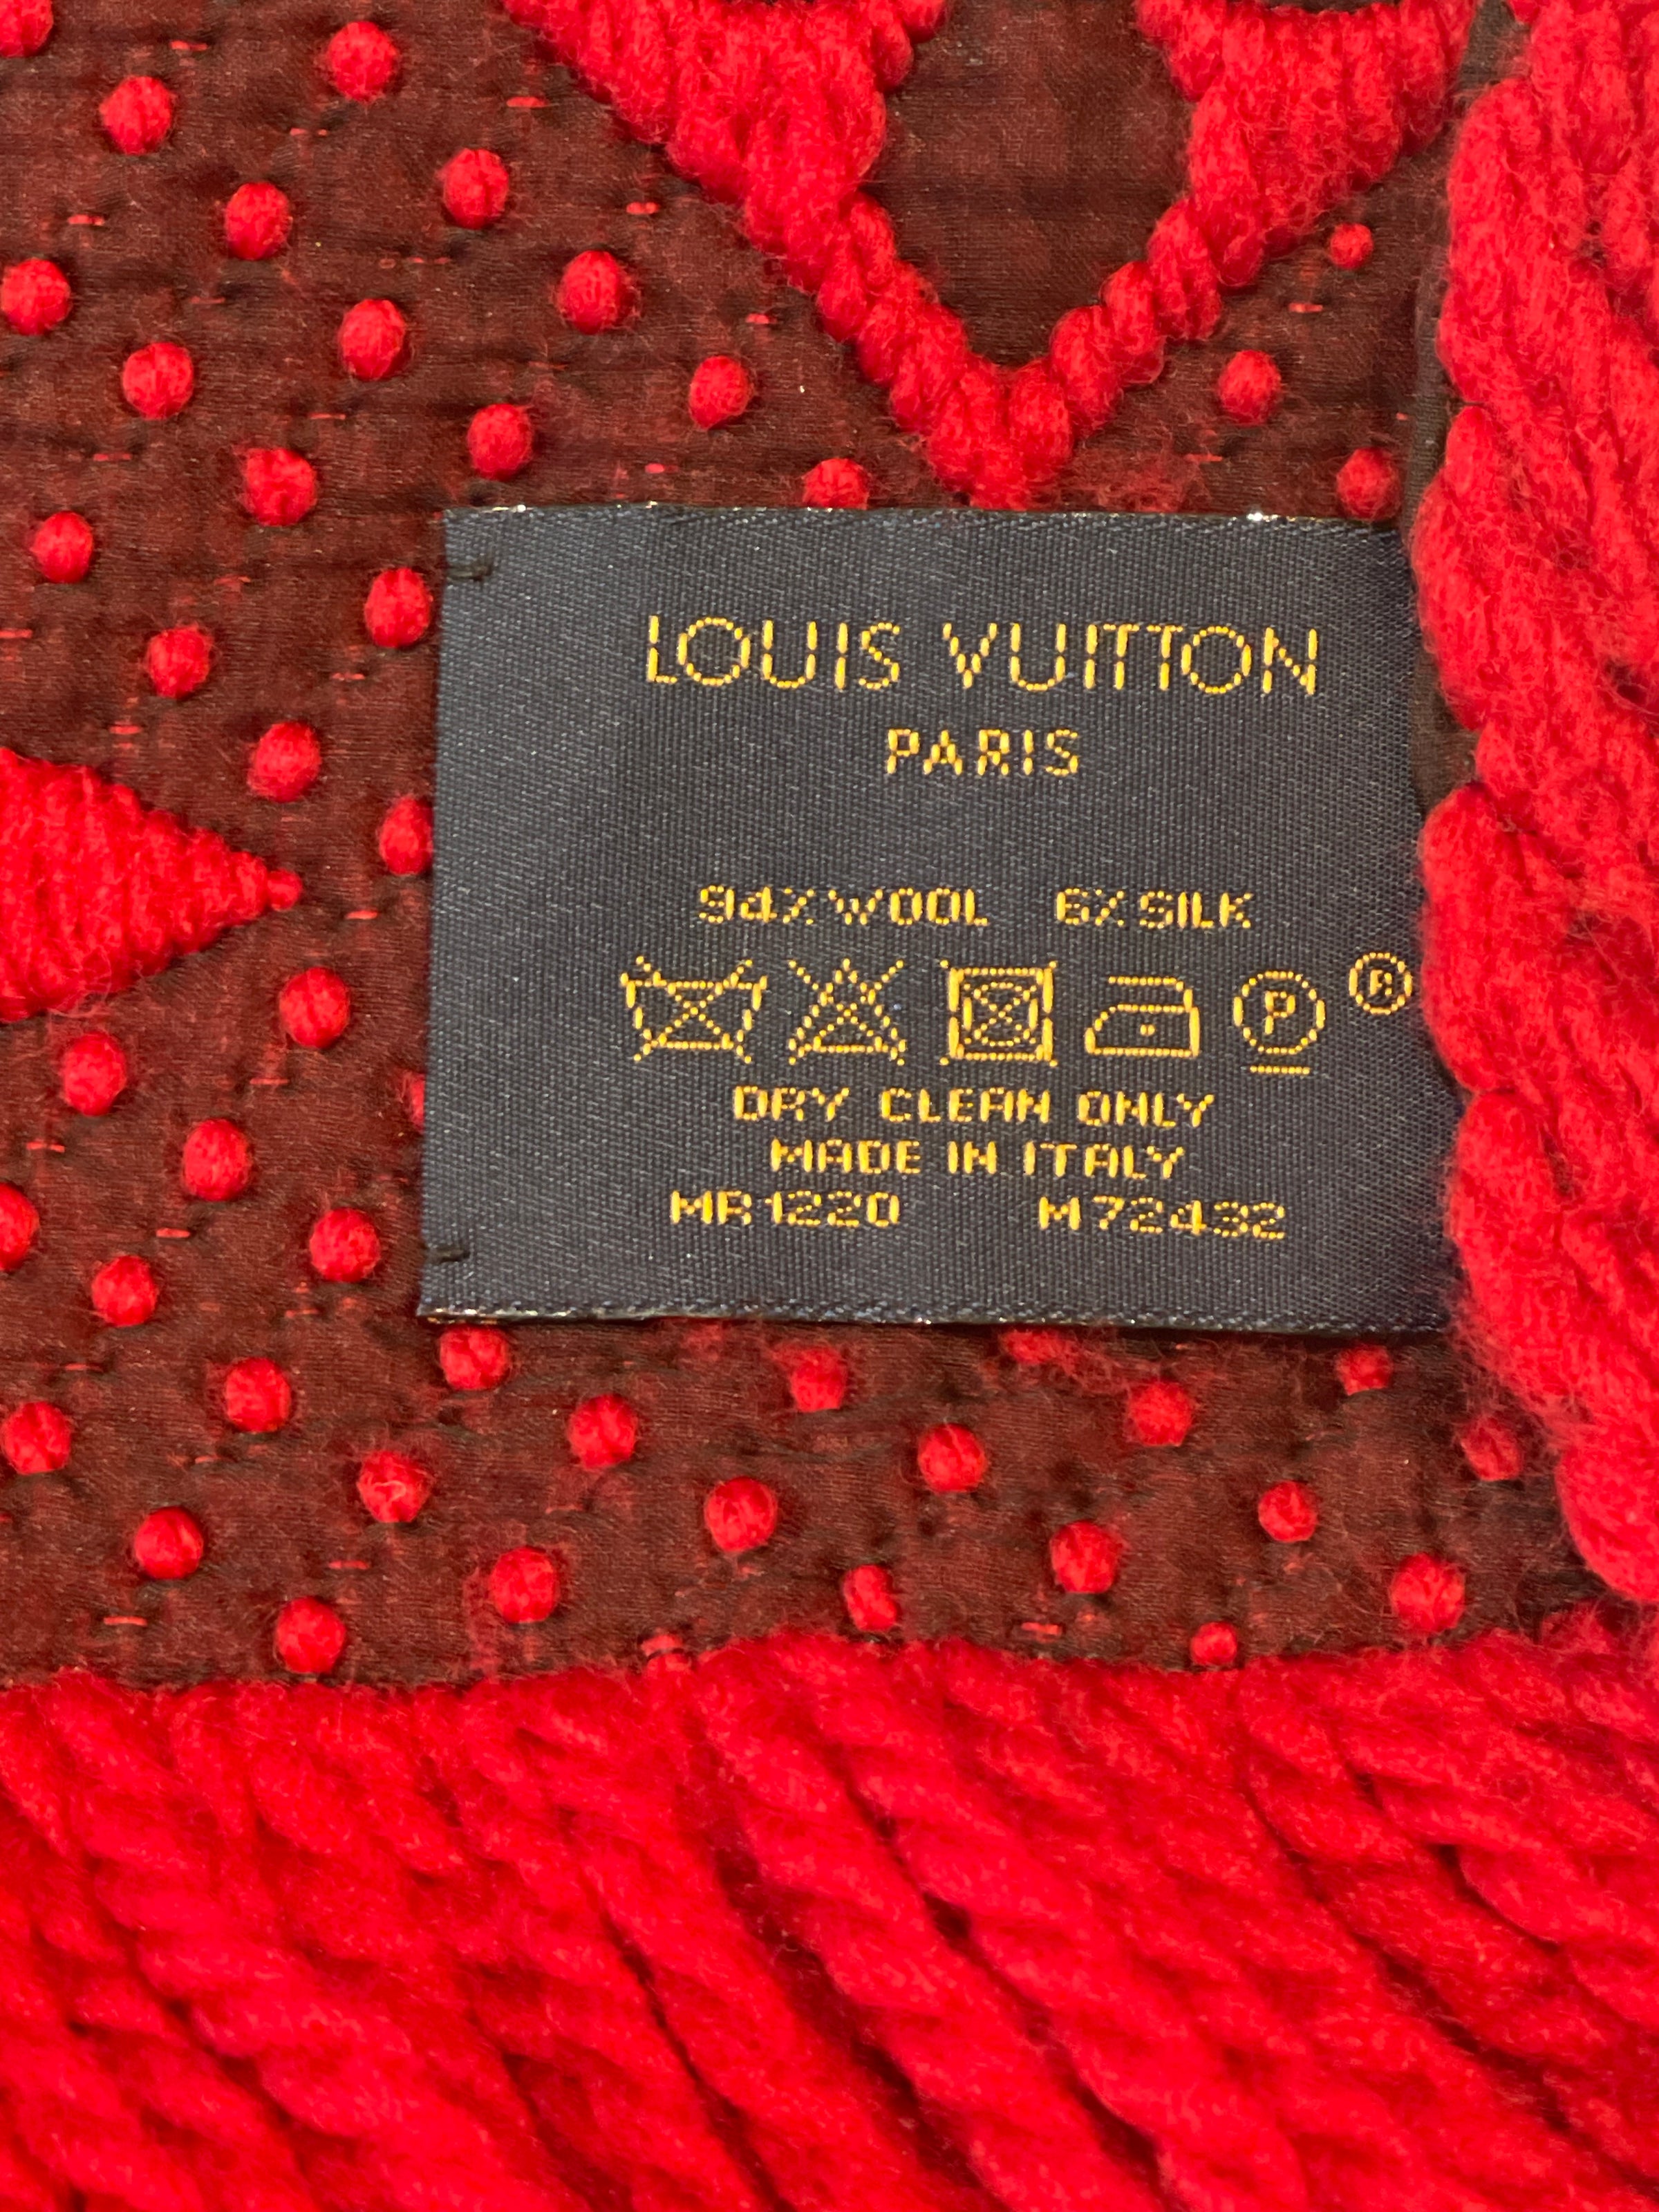 LOUIS VUITTON
PARIS
94% WOOL 6% SILK
P ®
DRY CLEAN ONLY
MADE IN ITALY
MR1220 M72432